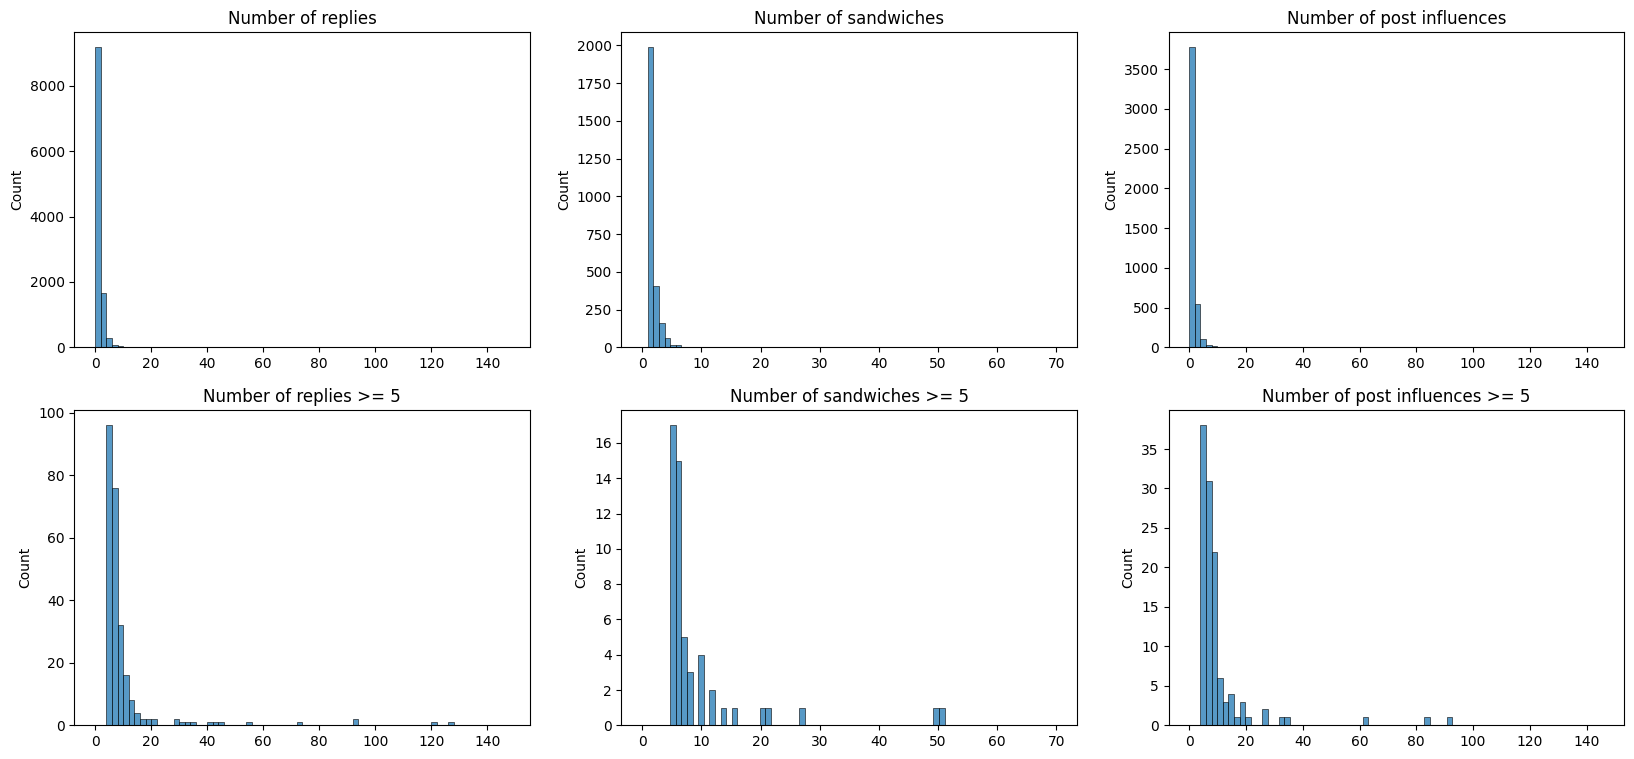 Number of replies
Number of sandwiches
Number of post influences
Count
8000
6000
4000
2000
0
0 20 40 60 80 100 120 140
Count
2000
1750
1500
1250
1000
750
500
250
0
0 10 20 30 40 50 60 70
Count
3500
3000
2500
2000
1500
1000
500
0
0 20 40 60 80 100 120 140
Number of replies >= 5
Number of sandwiches >= 5
Number of post influences >= 5
Count
100
80
60
40
20
0
0 20 40 60 80 100 120 140
Count
16
14
12
10
8
6
4
2
0
0 10 20 30 40 50 60 70
Count
35
30
25
20
15
10
5
0
0 20 40 60 80 100 120 140